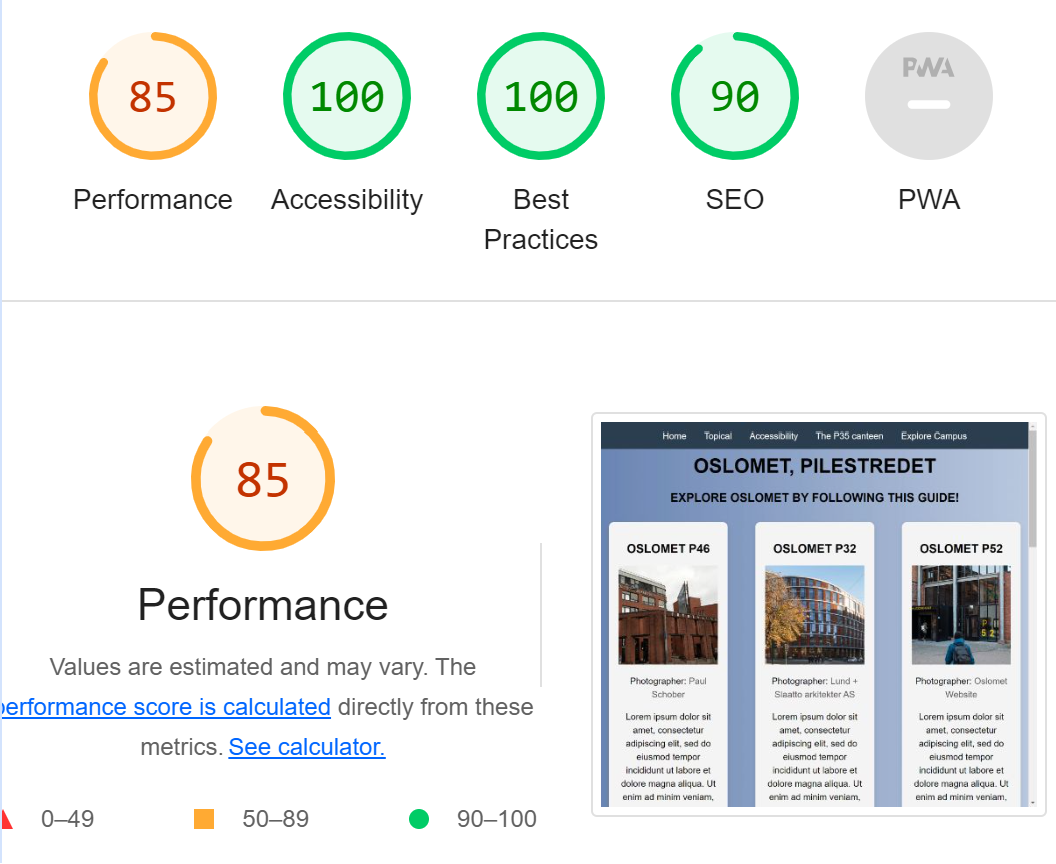 85
100
100
90
PWA
Performance
Accessibility
Best
Practices
SEO
PWA
85
Performance
Values are estimated and may vary. The
performance score is calculated directly from these
metrics. See calculator.
0–49
50–89
90–100
Home Topical Accessibility The P35 canteen Explore Campus
OSLOMET, PILESTREDET
EXPLORE OSLOMET BY FOLLOWING THIS GUIDE!
OSLOMET P46
Photographer: Paul
Schober
Lorem ipsum dolor sit
amet, consectetur
adipiscing elit, sed do
eiusmod tempor
incididunt ut labore et
dolore magna aliqua. Ut
enim ad minim veniam,
OSLOMET P32
Photographer: Lund +
Slaatto arkitekter AS
Lorem ipsum dolor sit
amet, consectetur
adipiscing elit, sed do
eiusmod tempor
incididunt ut labore et
dolore magna aliqua. Ut
enim ad minim veniam,
OSLOMET P52
P
52
Photographer: Oslomet
Website
Lorem ipsum dolor sit
amet, consectetur
adipiscing elit, sed do
eiusmod tempor
incididunt ut labore et
dolore magna aliqua. Ut
enim ad minim veniam,